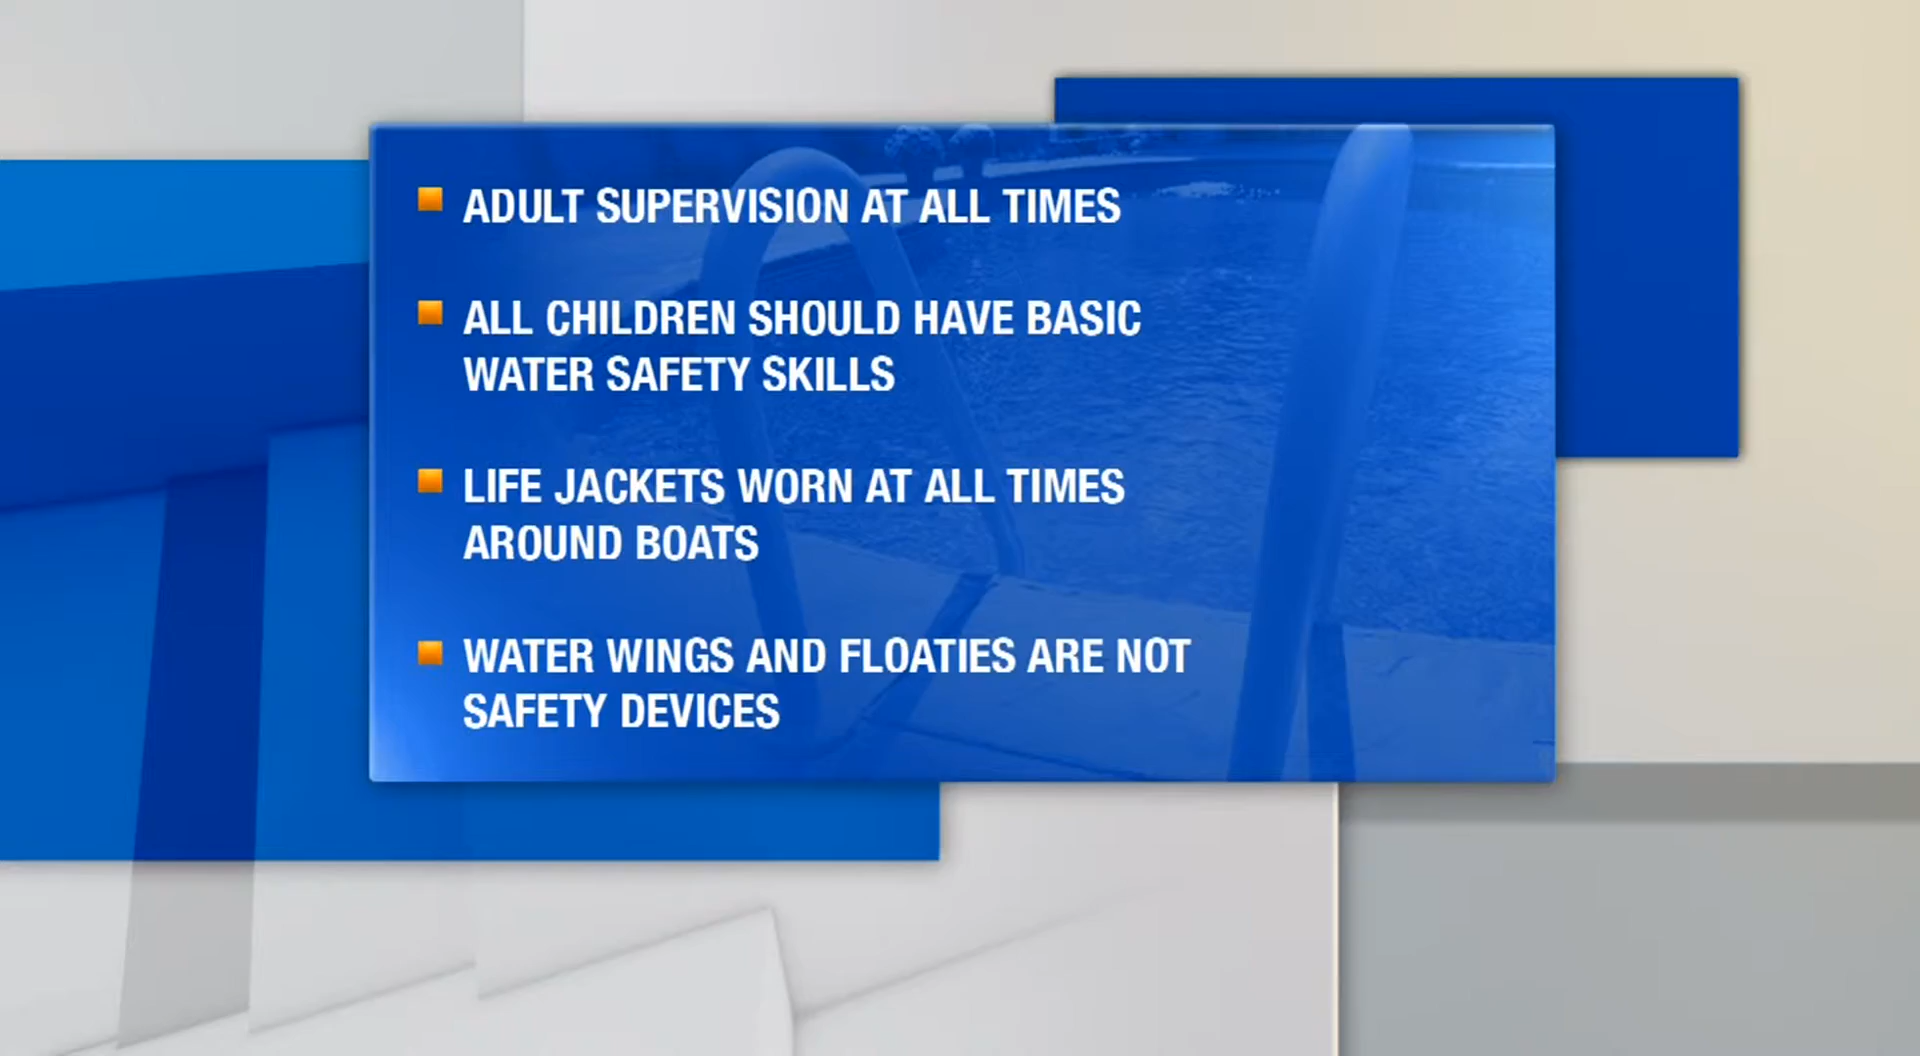 ADULT SUPERVISION AT ALL TIMES
ALL CHILDREN SHOULD HAVE BASIC
WATER SAFETY SKILLS
LIFE JACKETS WORN AT ALL TIMES
AROUND BOATS
WATER WINGS AND FLOATIES ARE NOT
SAFETY DEVICES